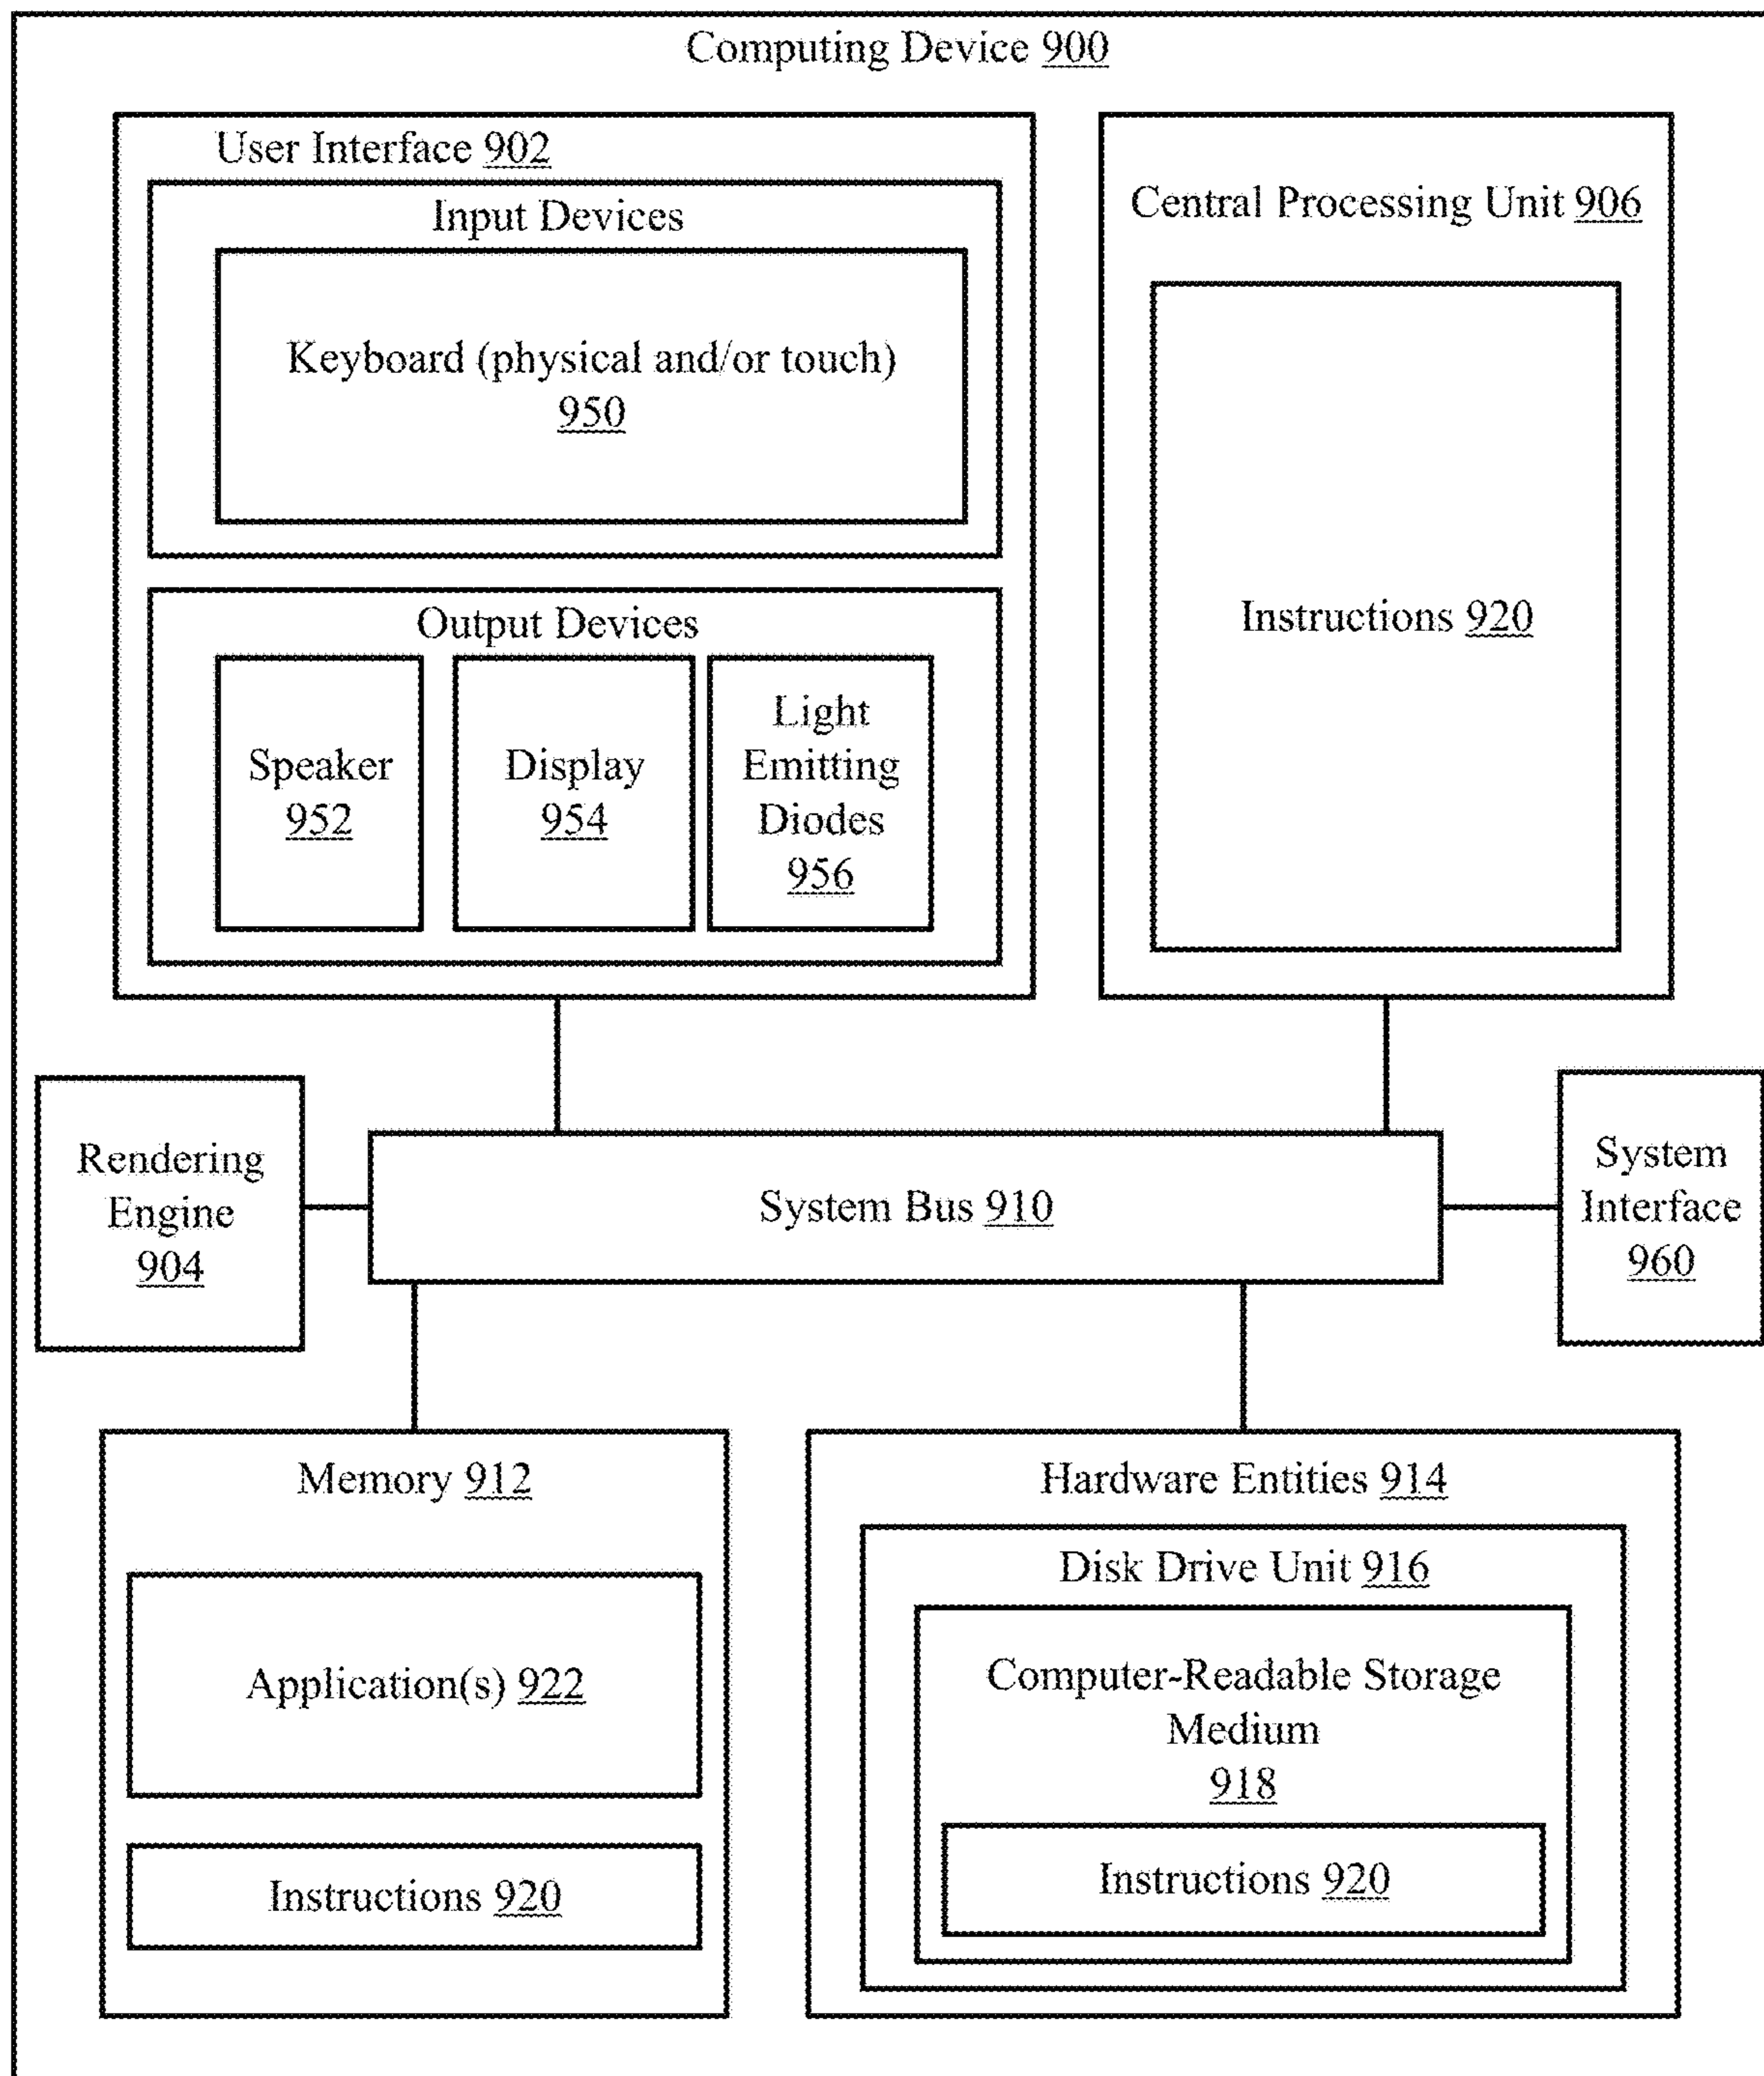 Computing Device 900
User Interface 902
Input Devices
Keyboard (physical and/or touch)
950
Output Devices
Speaker
952
Display
954
Light
Emitting
Diodes
956
Central Processing Unit 906
Instructions 920
Rendering
Engine
904
System Bus 910
System
Interface
960
Memory 912
Application(s) 922
Instructions 920
Hardware Entities 914
Disk Drive Unit 916
Computer-Readable Storage
Medium
918
Instructions 920